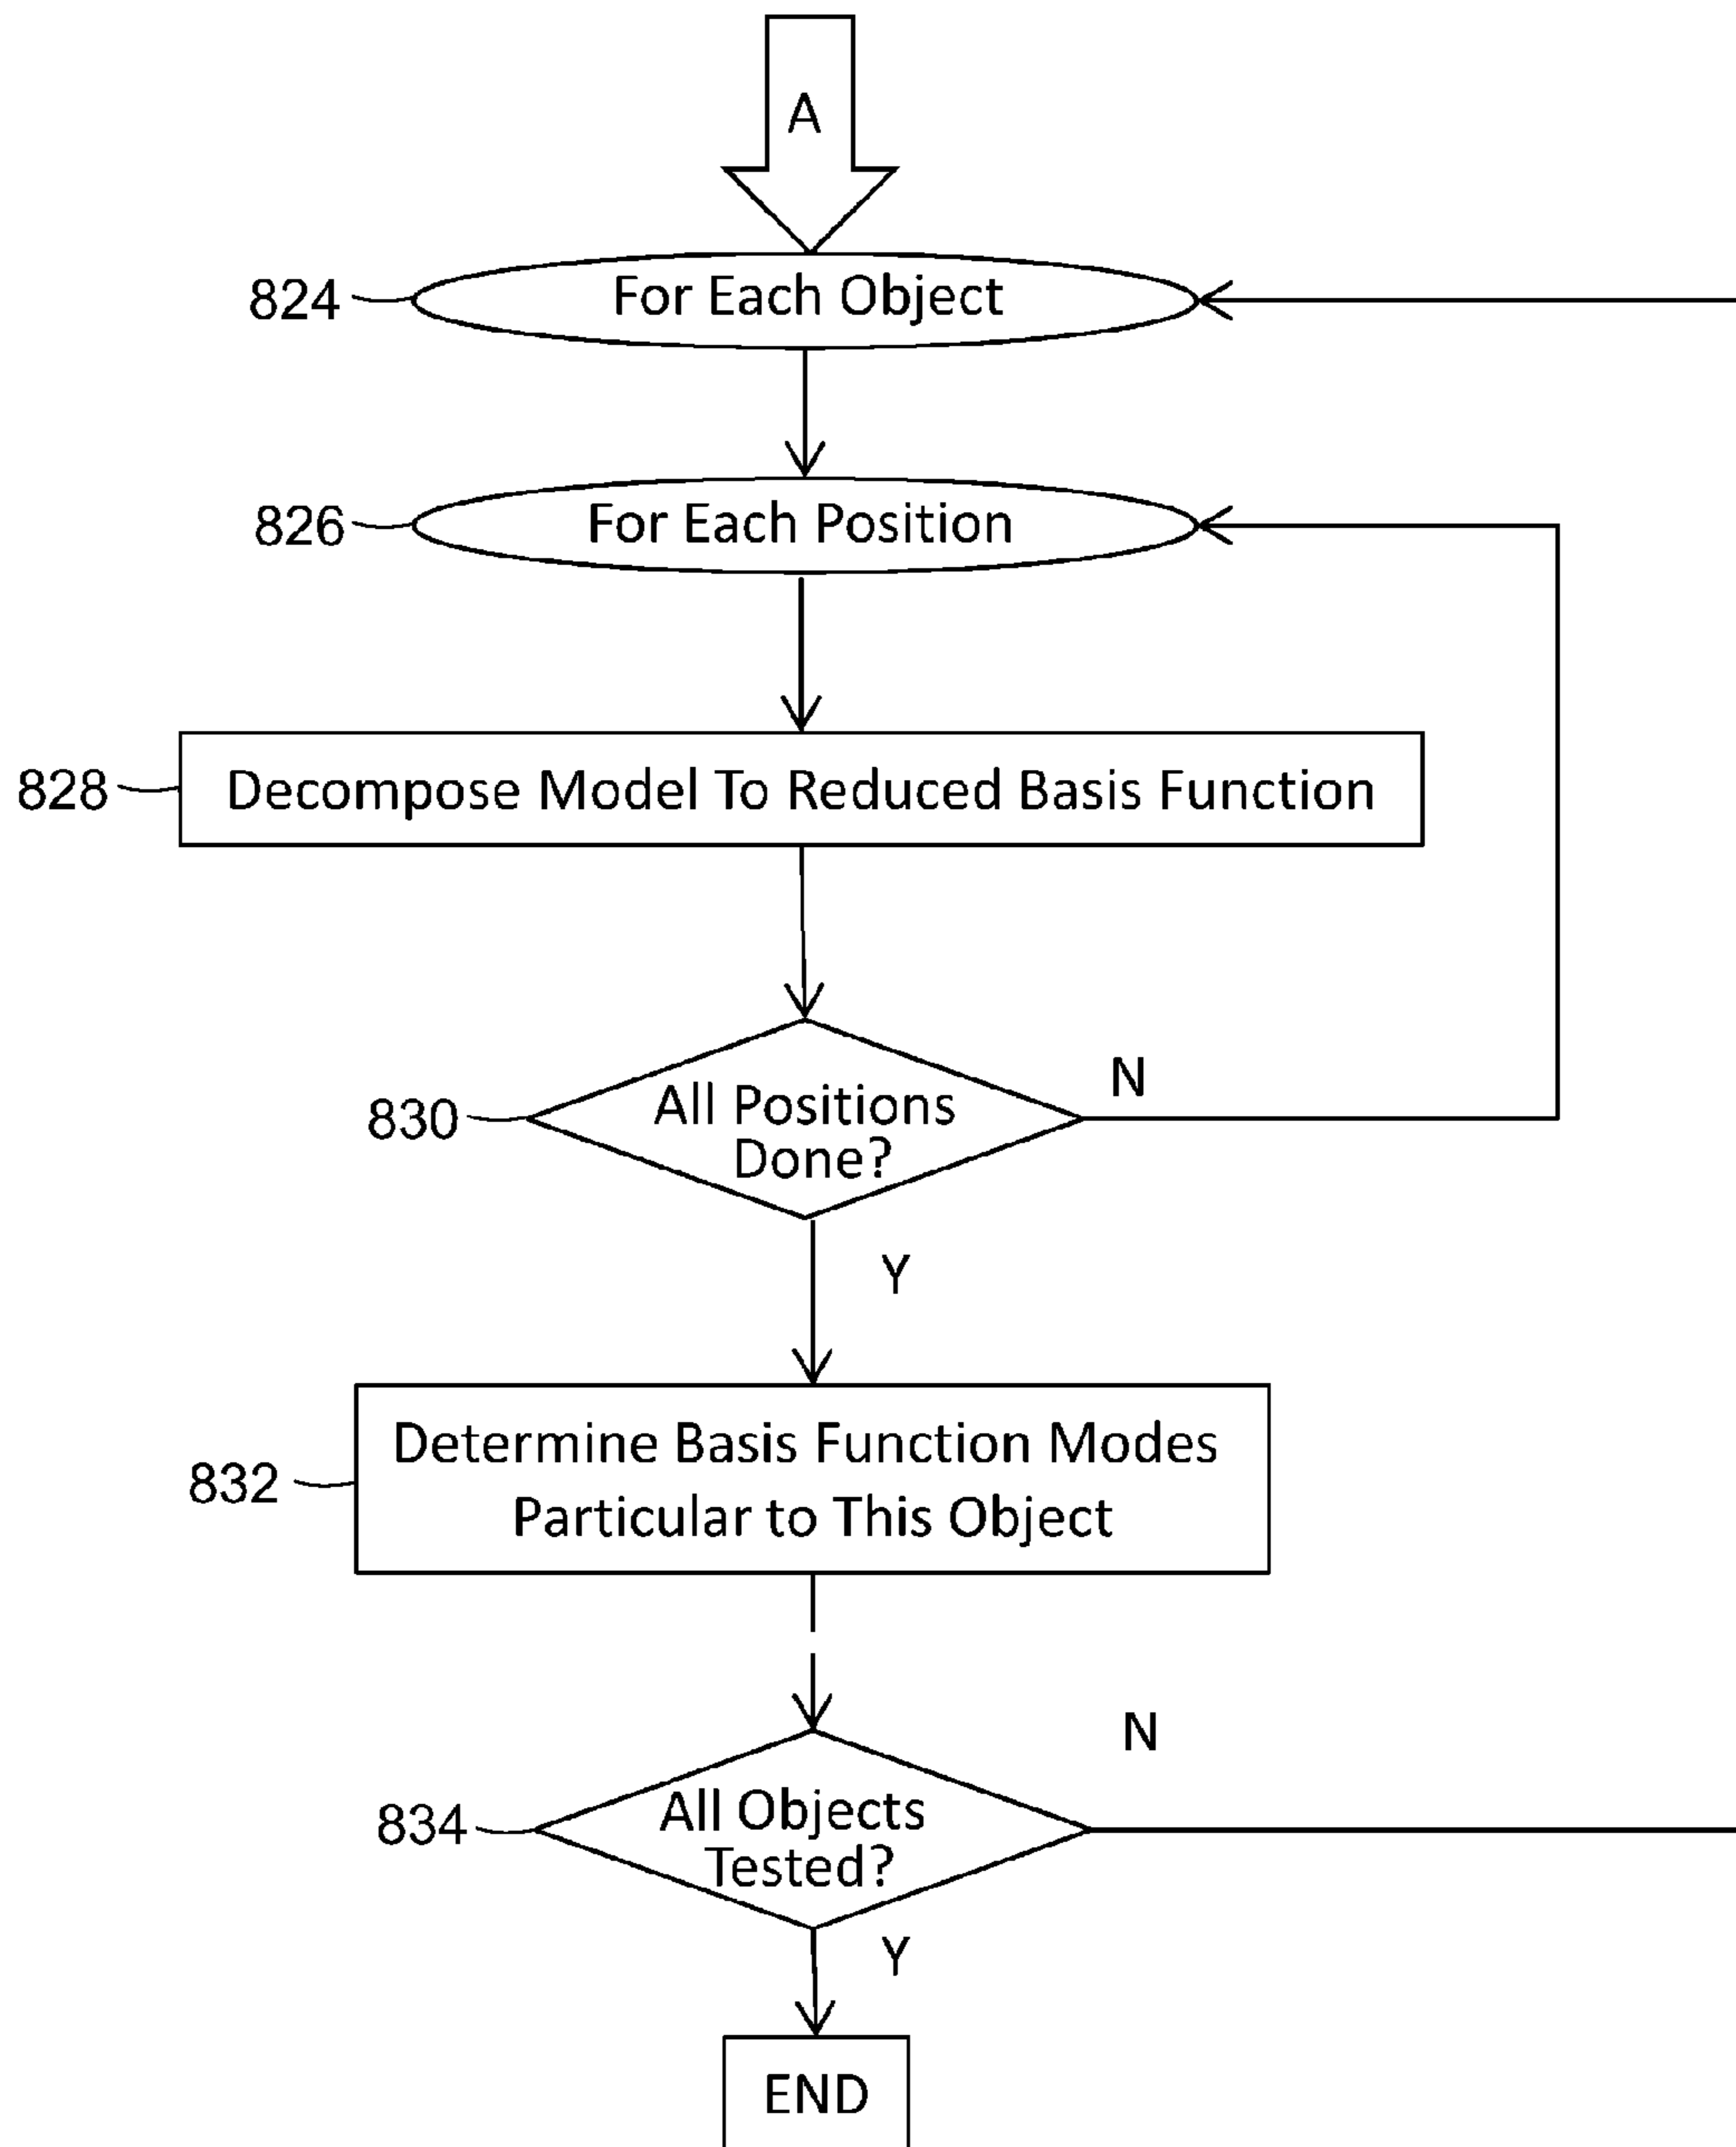 A
824
For Each Object
826
For Each Position
828
Decompose Model To Reduced Basis Function
830
All Positions
Done?
N
Y
832
Determine Basis Function Modes
Particular to This Object
N
834
All Objects
Tested?
Y
END